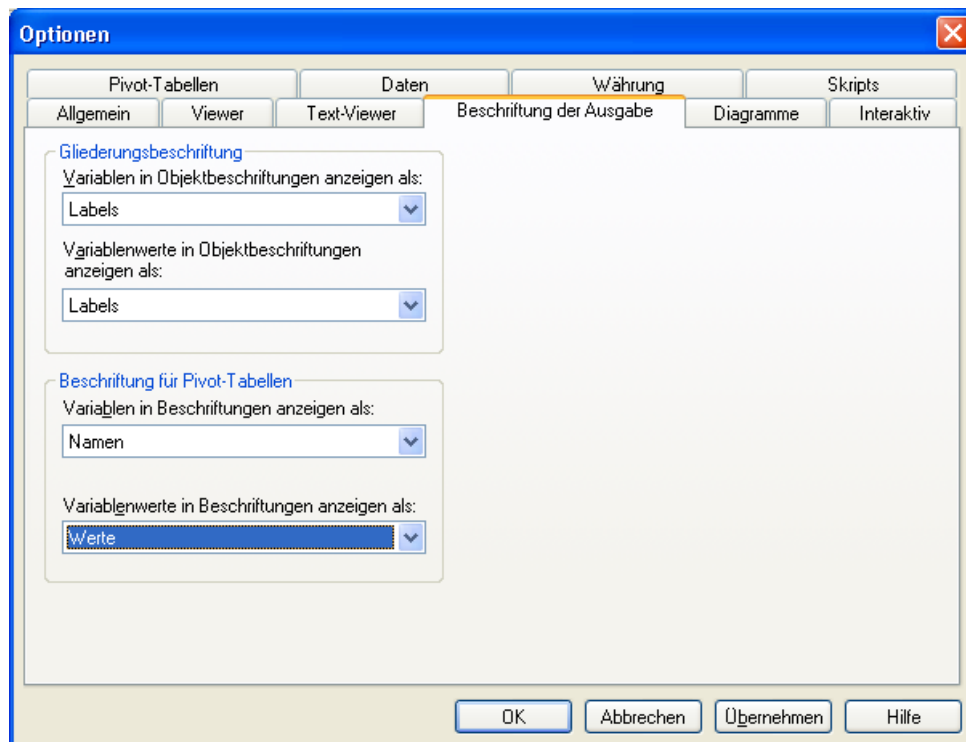 Optionen
Pivot-Tabellen Daten Währung Skripts
Allgemein Viewer Text-Viewer Beschriftung der Ausgabe Diagramme Interaktiv
Gliederungsbeschriftung
Variablen in Objektbeschriftungen anzeigen als:
Labels
Variablenwerte in Objektbeschriftungen
anzeigen als:
Labels
Beschriftung für Pivot-Tabellen
Variablen in Beschriftungen anzeigen als:
Namen
Variablenwerte in Beschriftungen anzeigen als:
Werte
OK Abbrechen Übernehmen Hilfe